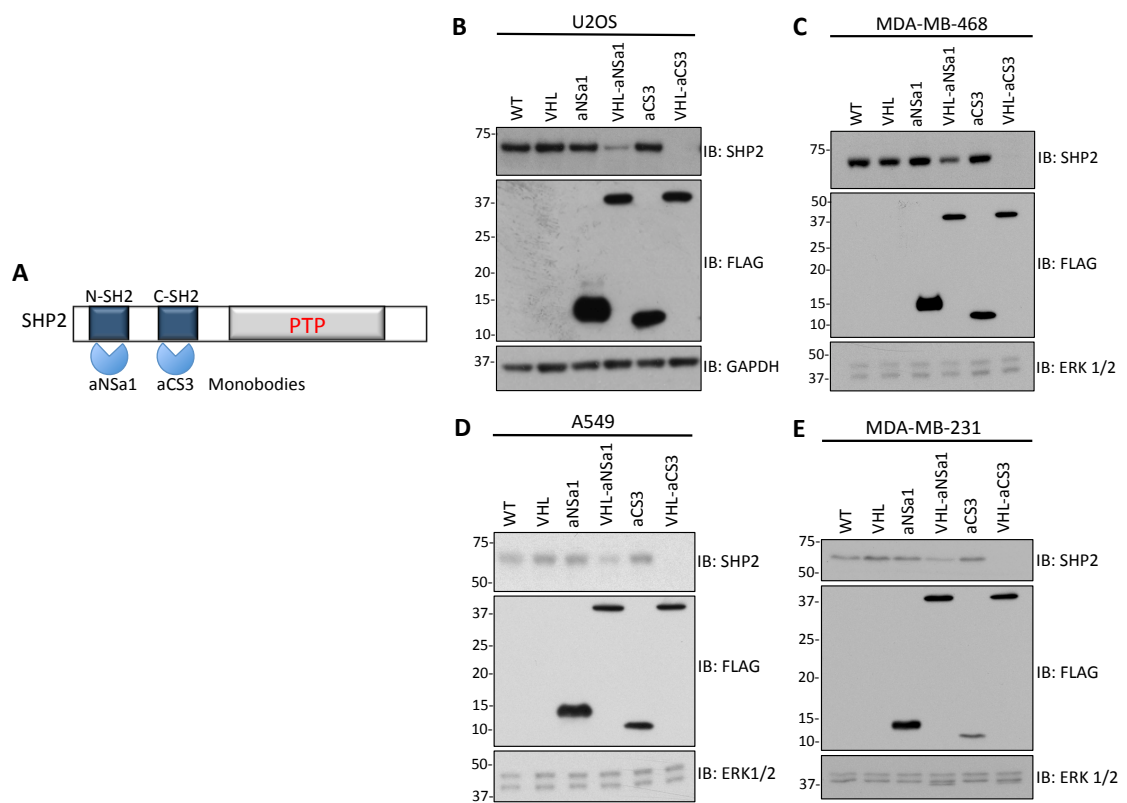 A
N-SH2 C-SH2
SHP2 PTP
aNSa1 aCS3 Monobodies
B
U2OS
WT VHL aNSa1 VHL-aNSa1 aCS3 VHL-aCS3
75-
IB: SHP2
37-
25-
IB: FLAG
20-
15-
10-
37-
IB: GAPDH
C
MDA-MB-468
WT VHL aNSa1 VHL-aNSa1 aCS3 VHL-aCS3
75-
IB: SHP2
50-
37-
25-
IB: FLAG
20-
15-
10-
50-
IB: ERK 1/2
37-
D
A549
WT VHL aNSa1 VHL-aNSa1 aCS3 VHL-aCS3
75-
IB: SHP2
50-
37-
25-
IB: FLAG
20-
15-
10-
50-
IB: ERK1/2
37-
E
MDA-MB-231
WT VHL aNSa1 VHL-aNSa1 aCS3 VHL-aCS3
75-
IB: SHP2
50-
37-
25-
IB: FLAG
20-
15-
10-
IB: ERK 1/2
37-